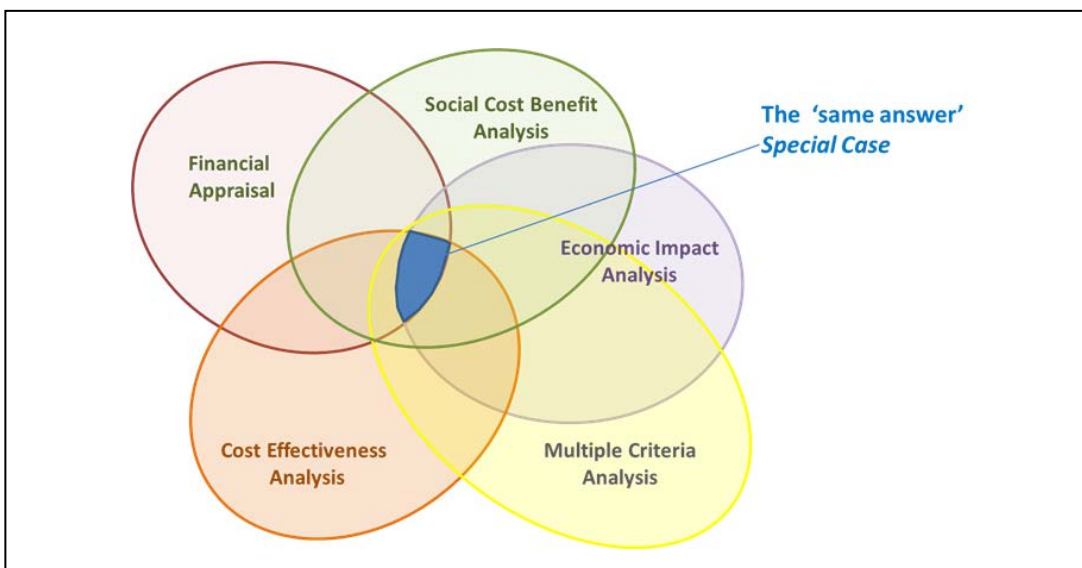 Social Cost Benefit
Analysis
The ‘same answer’
Special Case
Financial
Appraisal
Economic Impact
Analysis
Cost Effectiveness
Analysis
Multiple Criteria
Analysis